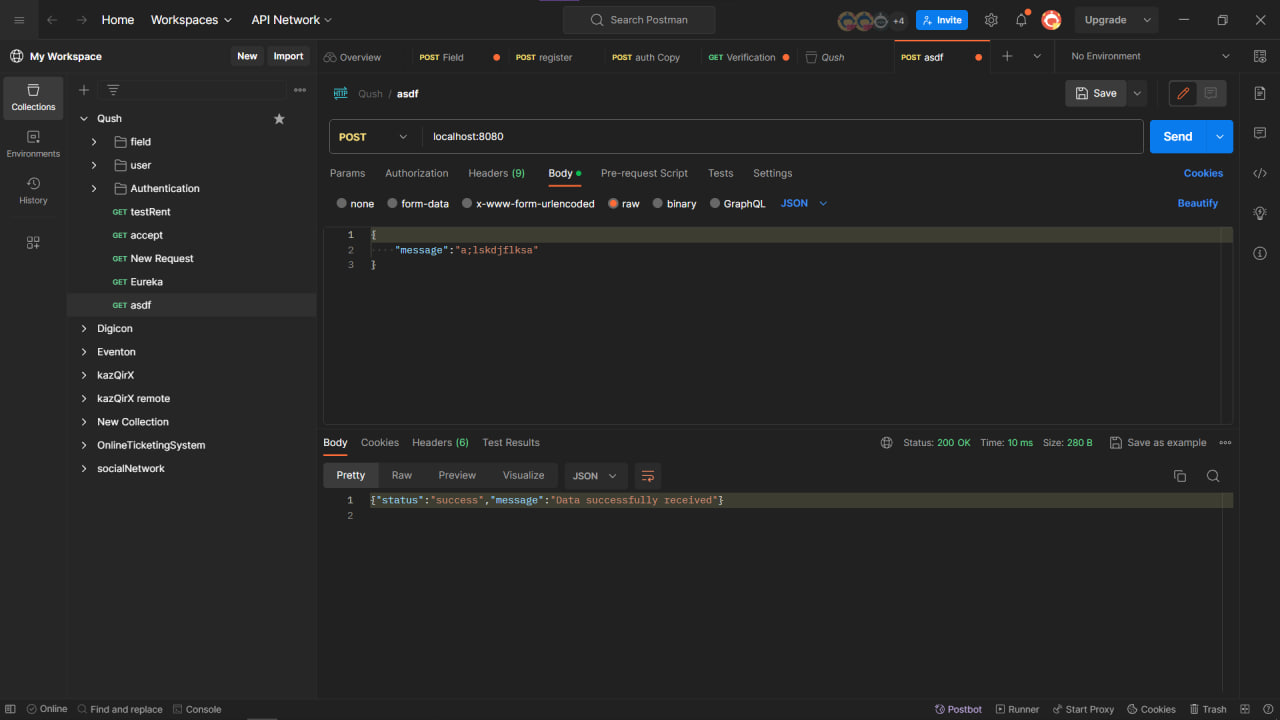 Home Workspaces API Network Search Postman +4 Invite Upgrade
My Workspace New Import Overview POST Field POST register POST auth Copy GET Verification Qush POST asdf No Environment
Collections
Environments
History
Qush
field
user
Authentication
GET testRent
GET accept
GET New Request
GET Eureka
GET asdf
Digicon
Eventon
kazQirX
kazQirX remote
New Collection
OnlineTicketingSystem
socialNetwork
HTTP Qush / asdf Save
POST localhost:8080 Send
Params Authorization Headers (9) Body Pre-request Script Tests Settings Cookies
none form-data x-www-form-urlencoded raw binary GraphQL JSON Beautify
1 {
2 "message":"a;lskdjflksa"
3 }
Body Cookies Headers (6) Test Results Status: 200 OK Time: 10 ms Size: 280 B Save as example
Pretty Raw Preview Visualize JSON
1 {"status":"success","message":"Data successfully received"}
2
Online Find and replace Console Postbot Runner Start Proxy Cookies Trash